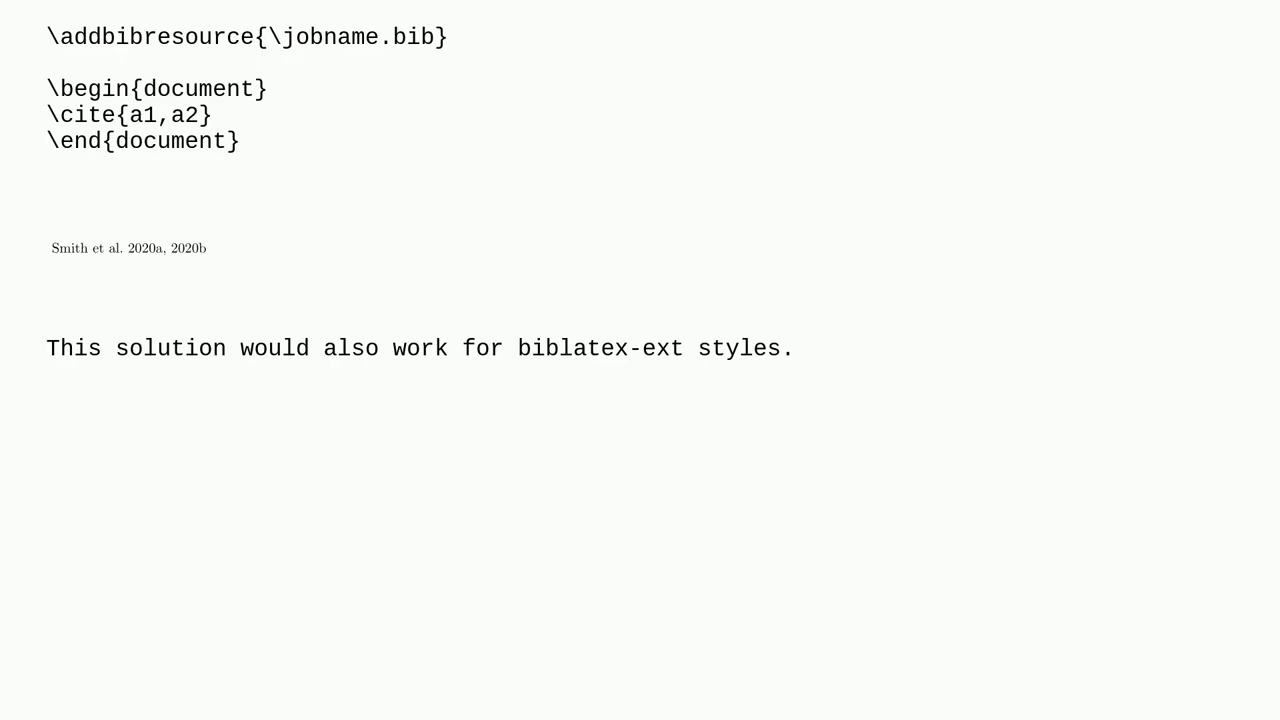 \addbibresource{\jobname.bib}
\begin{document}
\cite{a1,a2}
\end{document}
Smith et al. 2020a, 2020b
This solution would also work for biblatex-ext styles.